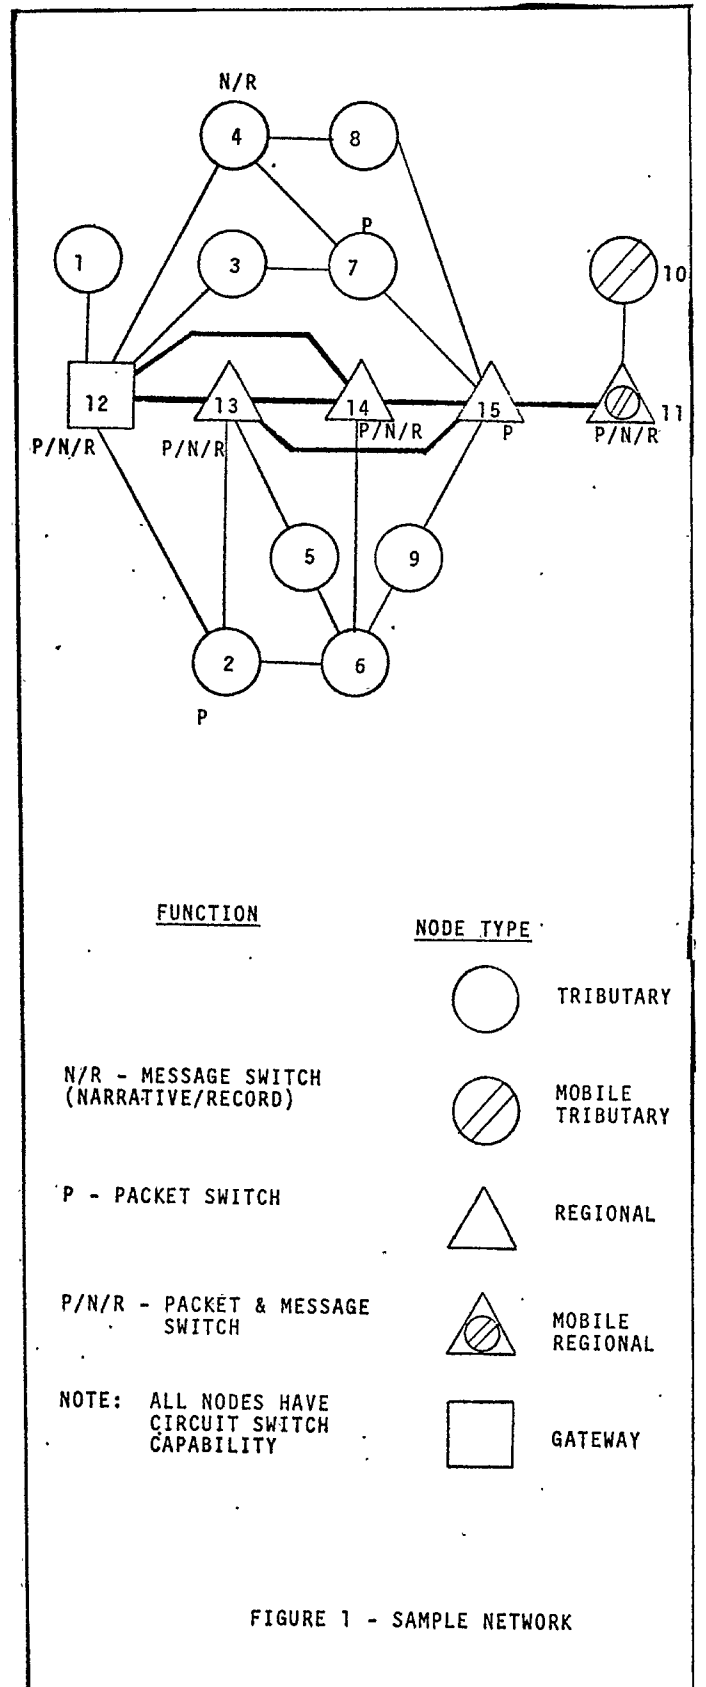 N/R
4
8
P
1
3
7
10
12
13
14
15
11
P/N/R
P/N/R
P/N/R
P
P/N/R
5
9
2
6
P
FUNCTION
NODE TYPE
TRIBUTARY
N/R - MESSAGE SWITCH
(NARRATIVE/RECORD)
MOBILE
TRIBUTARY
P - PACKET SWITCH
REGIONAL
P/N/R - PACKET & MESSAGE
SWITCH
MOBILE
REGIONAL
NOTE: ALL NODES HAVE
CIRCUIT SWITCH
CAPABILITY
GATEWAY
FIGURE 1 - SAMPLE NETWORK